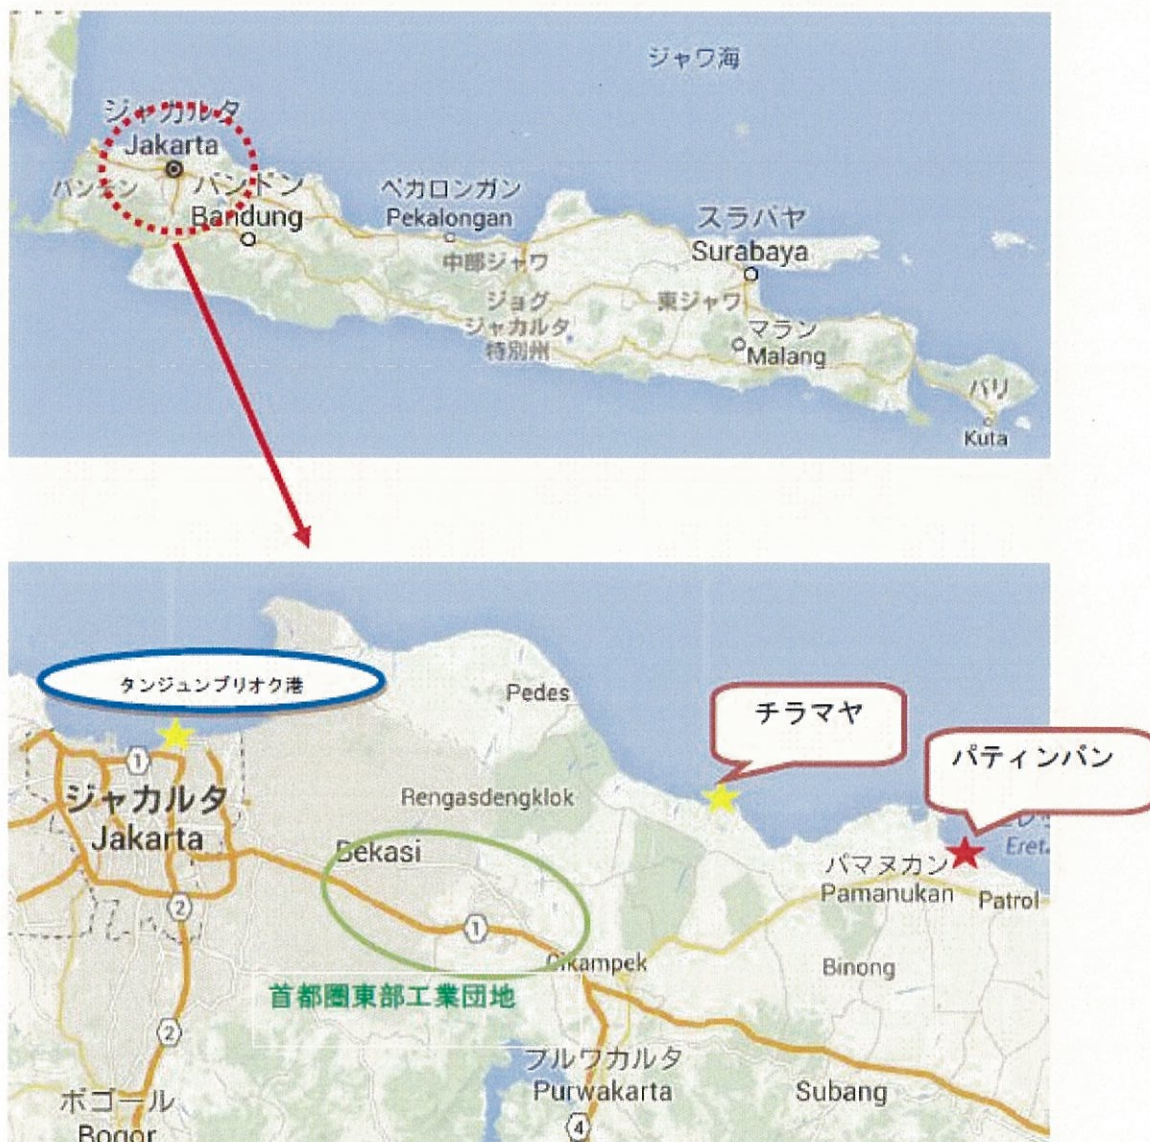 ジャワ海
ジャカルタ
Jakarta
バンテン
バンドン
Bandung
ペカロンガン
Pekalongan
スラバヤ
Surabaya
中部ジャワ
ジョグ
ジャカルタ
特別州
東ジャワ
マラン
Malang
バリ
Kuta
タンジュンプリオク港
Pedes
チラマヤ
パティンバン
1
ジャカルタ
Jakarta
Rengasdengklok
Bekasi
パマヌカン
Pamanukan
Patrol
2
1
Cikampek
Binong
首都圏東部工業団地
2
プルワカルタ
Purwakarta
Subang
ボゴール
Bogor
4